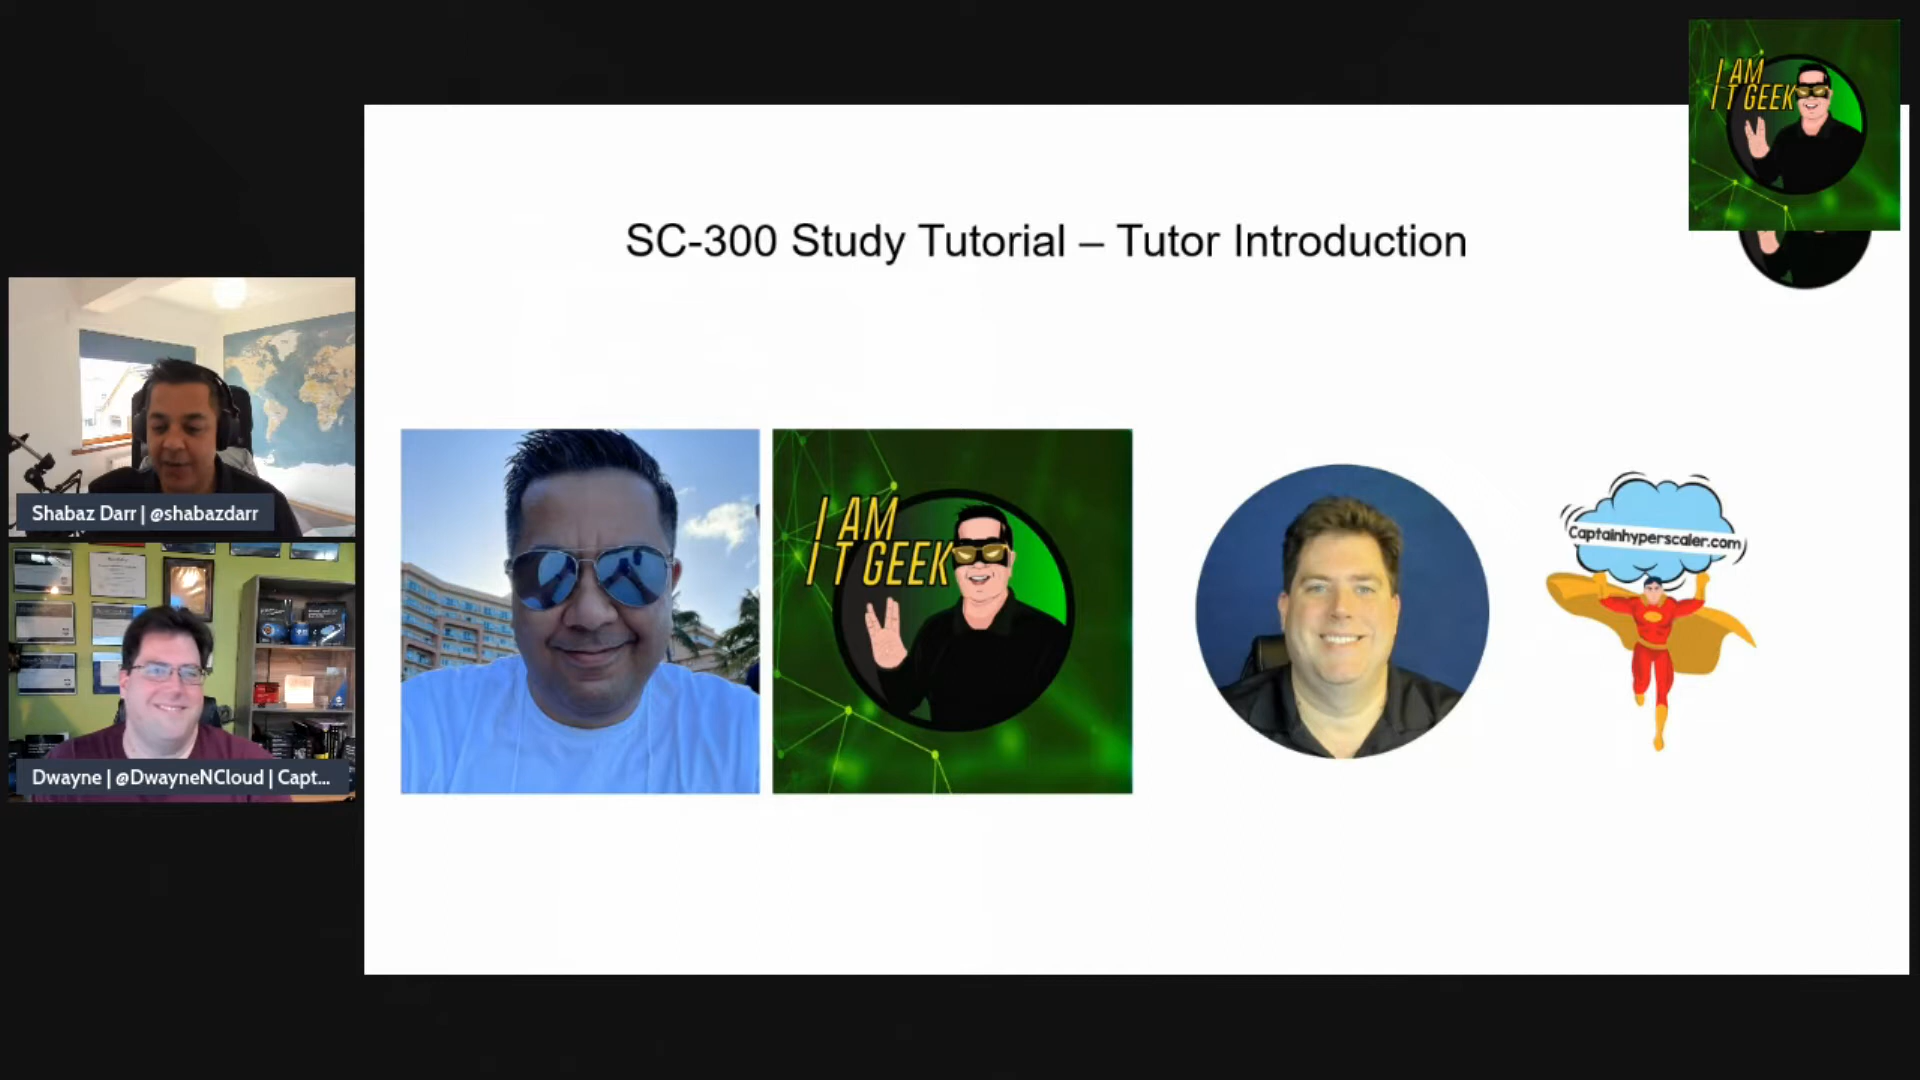 I AM
IT GEEK
SC-300 Study Tutorial – Tutor Introduction
Shabaz Darr | @shabazdarr
Dwayne | @DwayneNCloud | Capt...
I AM
IT GEEK
Captainhyperscaler.com